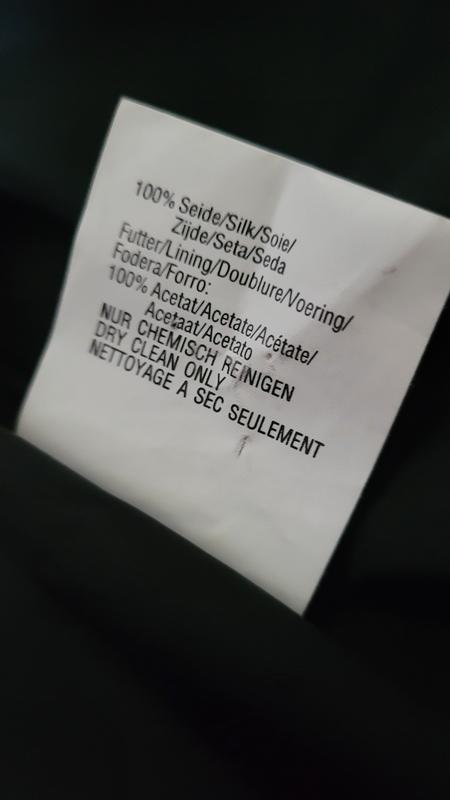 100% Seide/Silk/Soie/
Zijde/Seta/Seda
Futter/Lining/Doublure/Voering/
Fodera/Forro:
100% Acetat/Acetate/Acétate/
Acetaat/Acetato
NUR CHEMISCH REINIGEN
DRY CLEAN ONLY
NETTOYAGE A SEC SEULEMENT